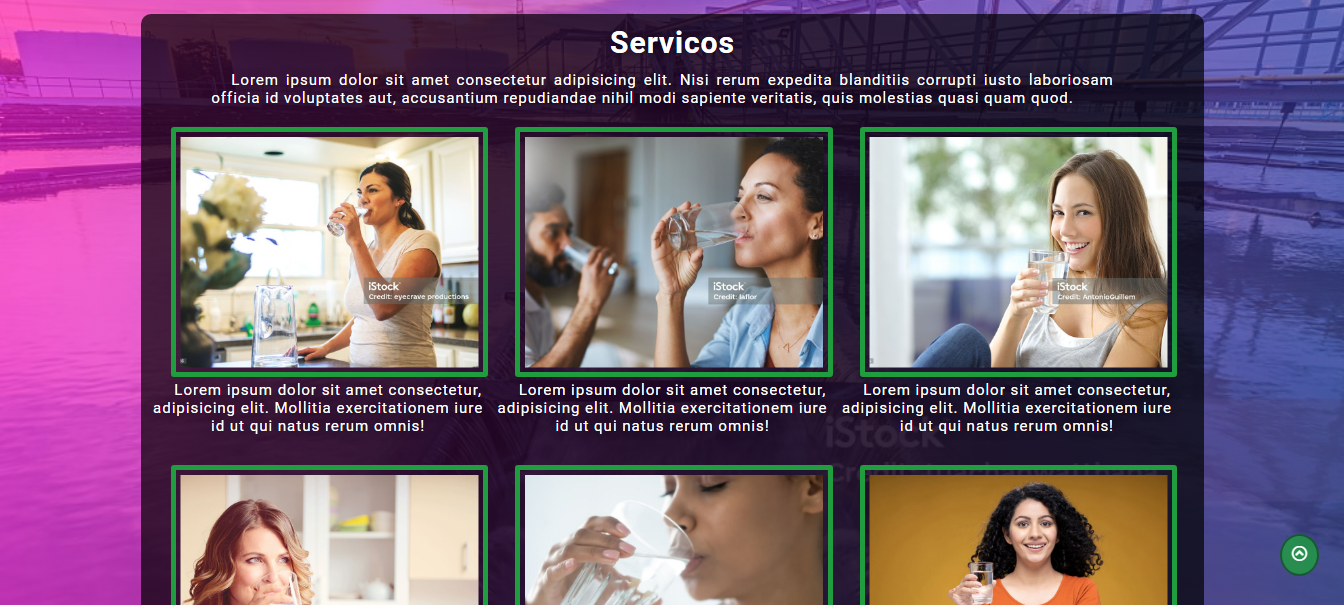 Servicos
Lorem ipsum dolor sit amet consectetur adipisicing elit. Nisi rerum expedita blanditiis corrupti iusto laboriosam
officia id voluptates aut, accusantium repudiandae nihil modi sapiente veritatis, quis molestias quasi quam quod.
iStock
Credit: eyecrave productions
iStock
Credit: laflor
iStock
Credit: AntonioGuillem
Lorem ipsum dolor sit amet consectetur,
adipisicing elit. Mollitia exercitationem iure
id ut qui natus rerum omnis!
Lorem ipsum dolor sit amet consectetur,
adipisicing elit. Mollitia exercitationem iure
id ut qui natus rerum omnis!
Lorem ipsum dolor sit amet consectetur,
adipisicing elit. Mollitia exercitationem iure
id ut qui natus rerum omnis!
iStock